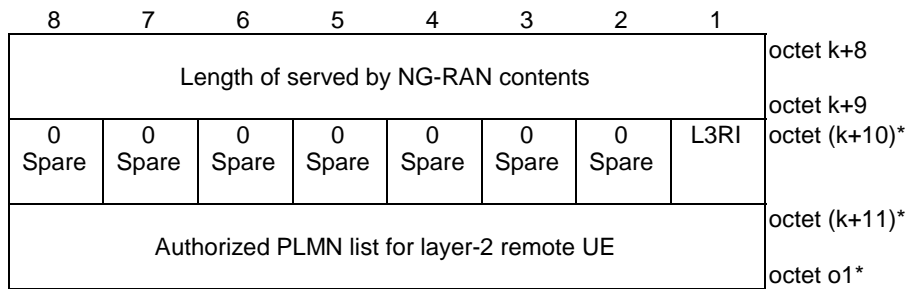 8 7 6 5 4 3 2 1
octet k+8
Length of served by NG-RAN contents
octet k+9
0 0 0 0 0 0 0 L3RI octet (k+10)*
Spare Spare Spare Spare Spare Spare Spare
octet (k+11)*
Authorized PLMN list for layer-2 remote UE
octet o1*